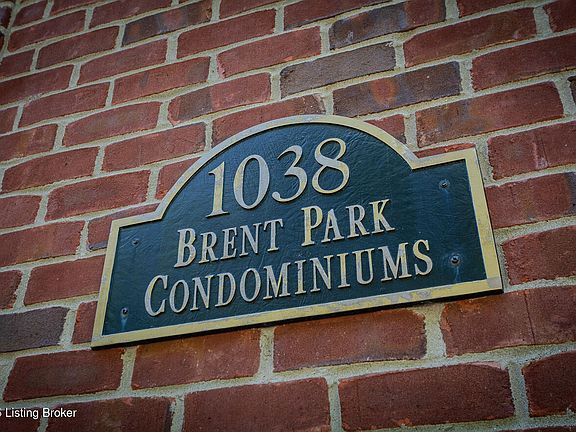 1038
BRENT PARK
CONDOMINIUMS
Listing Broker